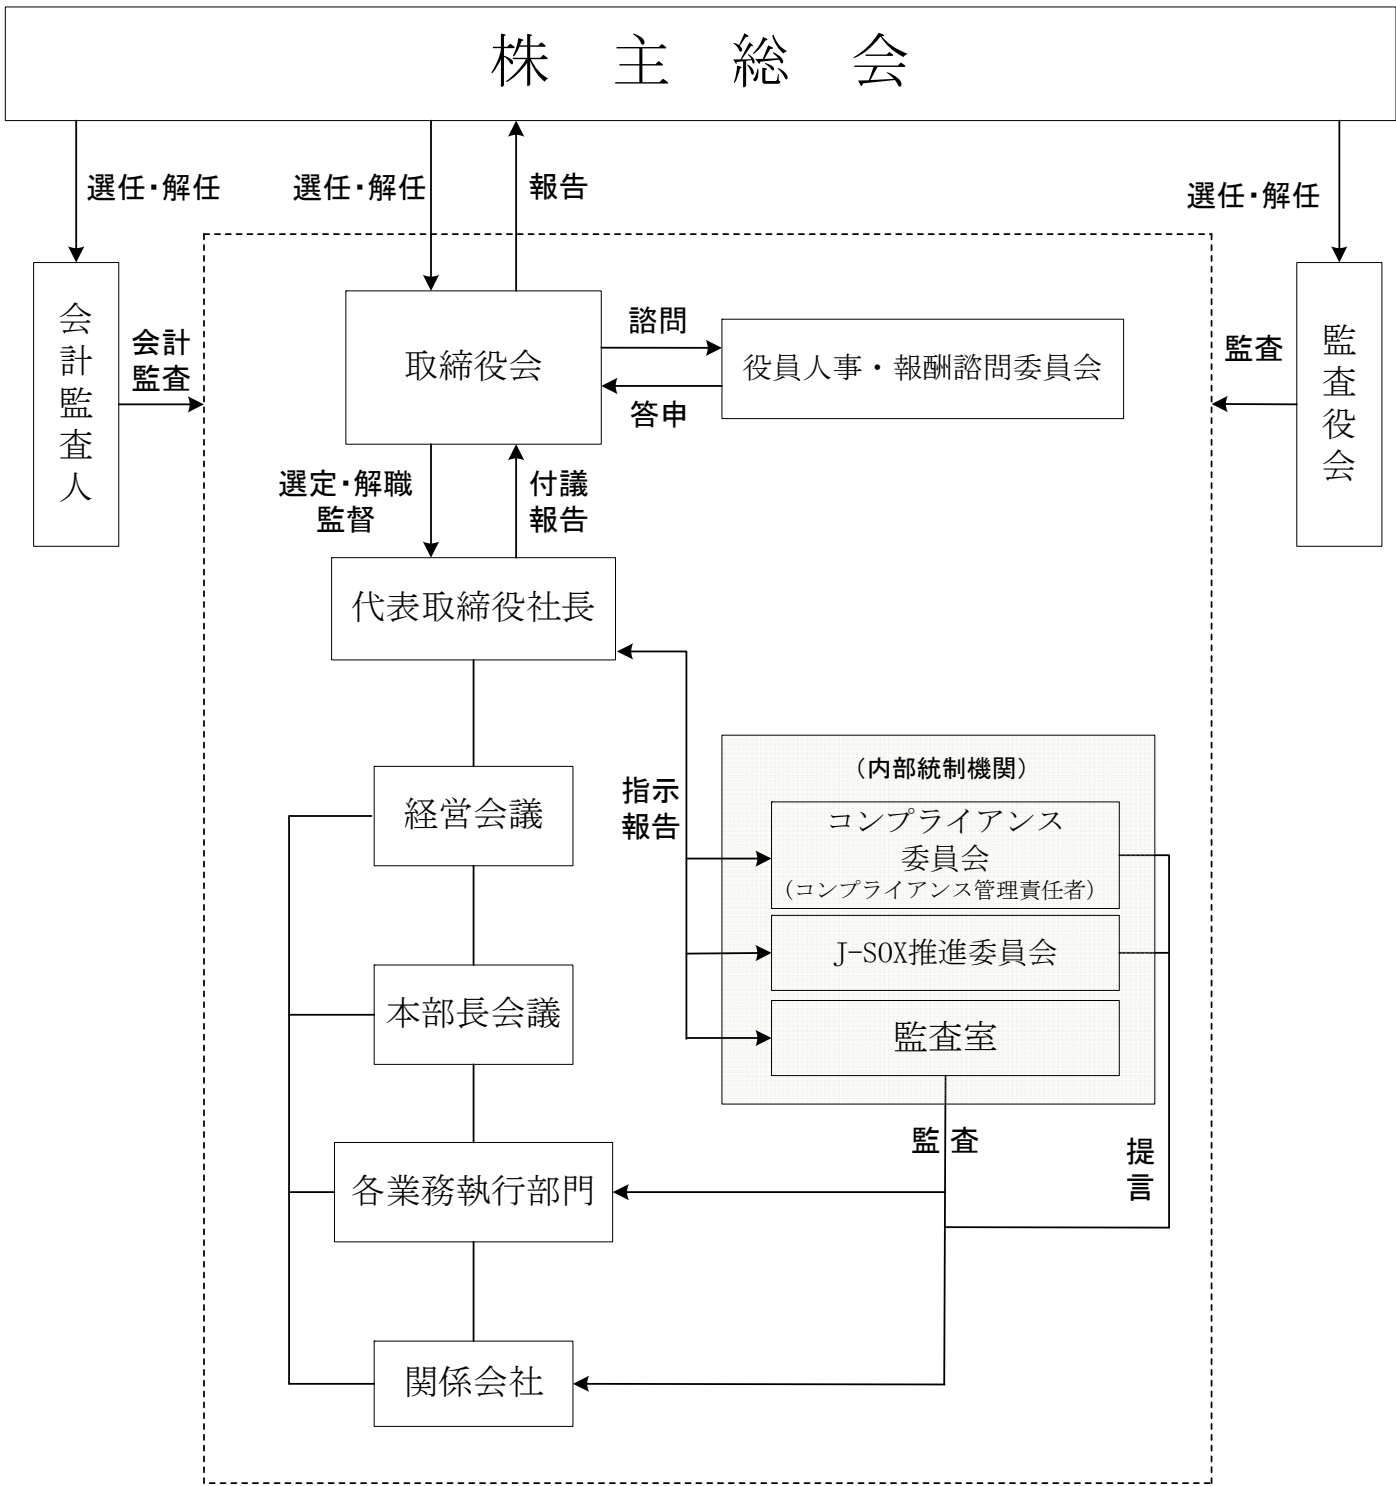 株主総会
選任・解任
選任・解任
報告
選任・解任
会計監査人
会計
監査
取締役会
諮問
答申
役員人事・報酬諮問委員会
監査
監査役会
選定・解職
監督
付議
報告
代表取締役社長
指示
報告
（内部統制機関）
コンプライアンス
委員会
（コンプライアンス管理責任者）
J-SOX推進委員会
監査室
経営会議
本部長会議
監査
提言
各業務執行部門
関係会社